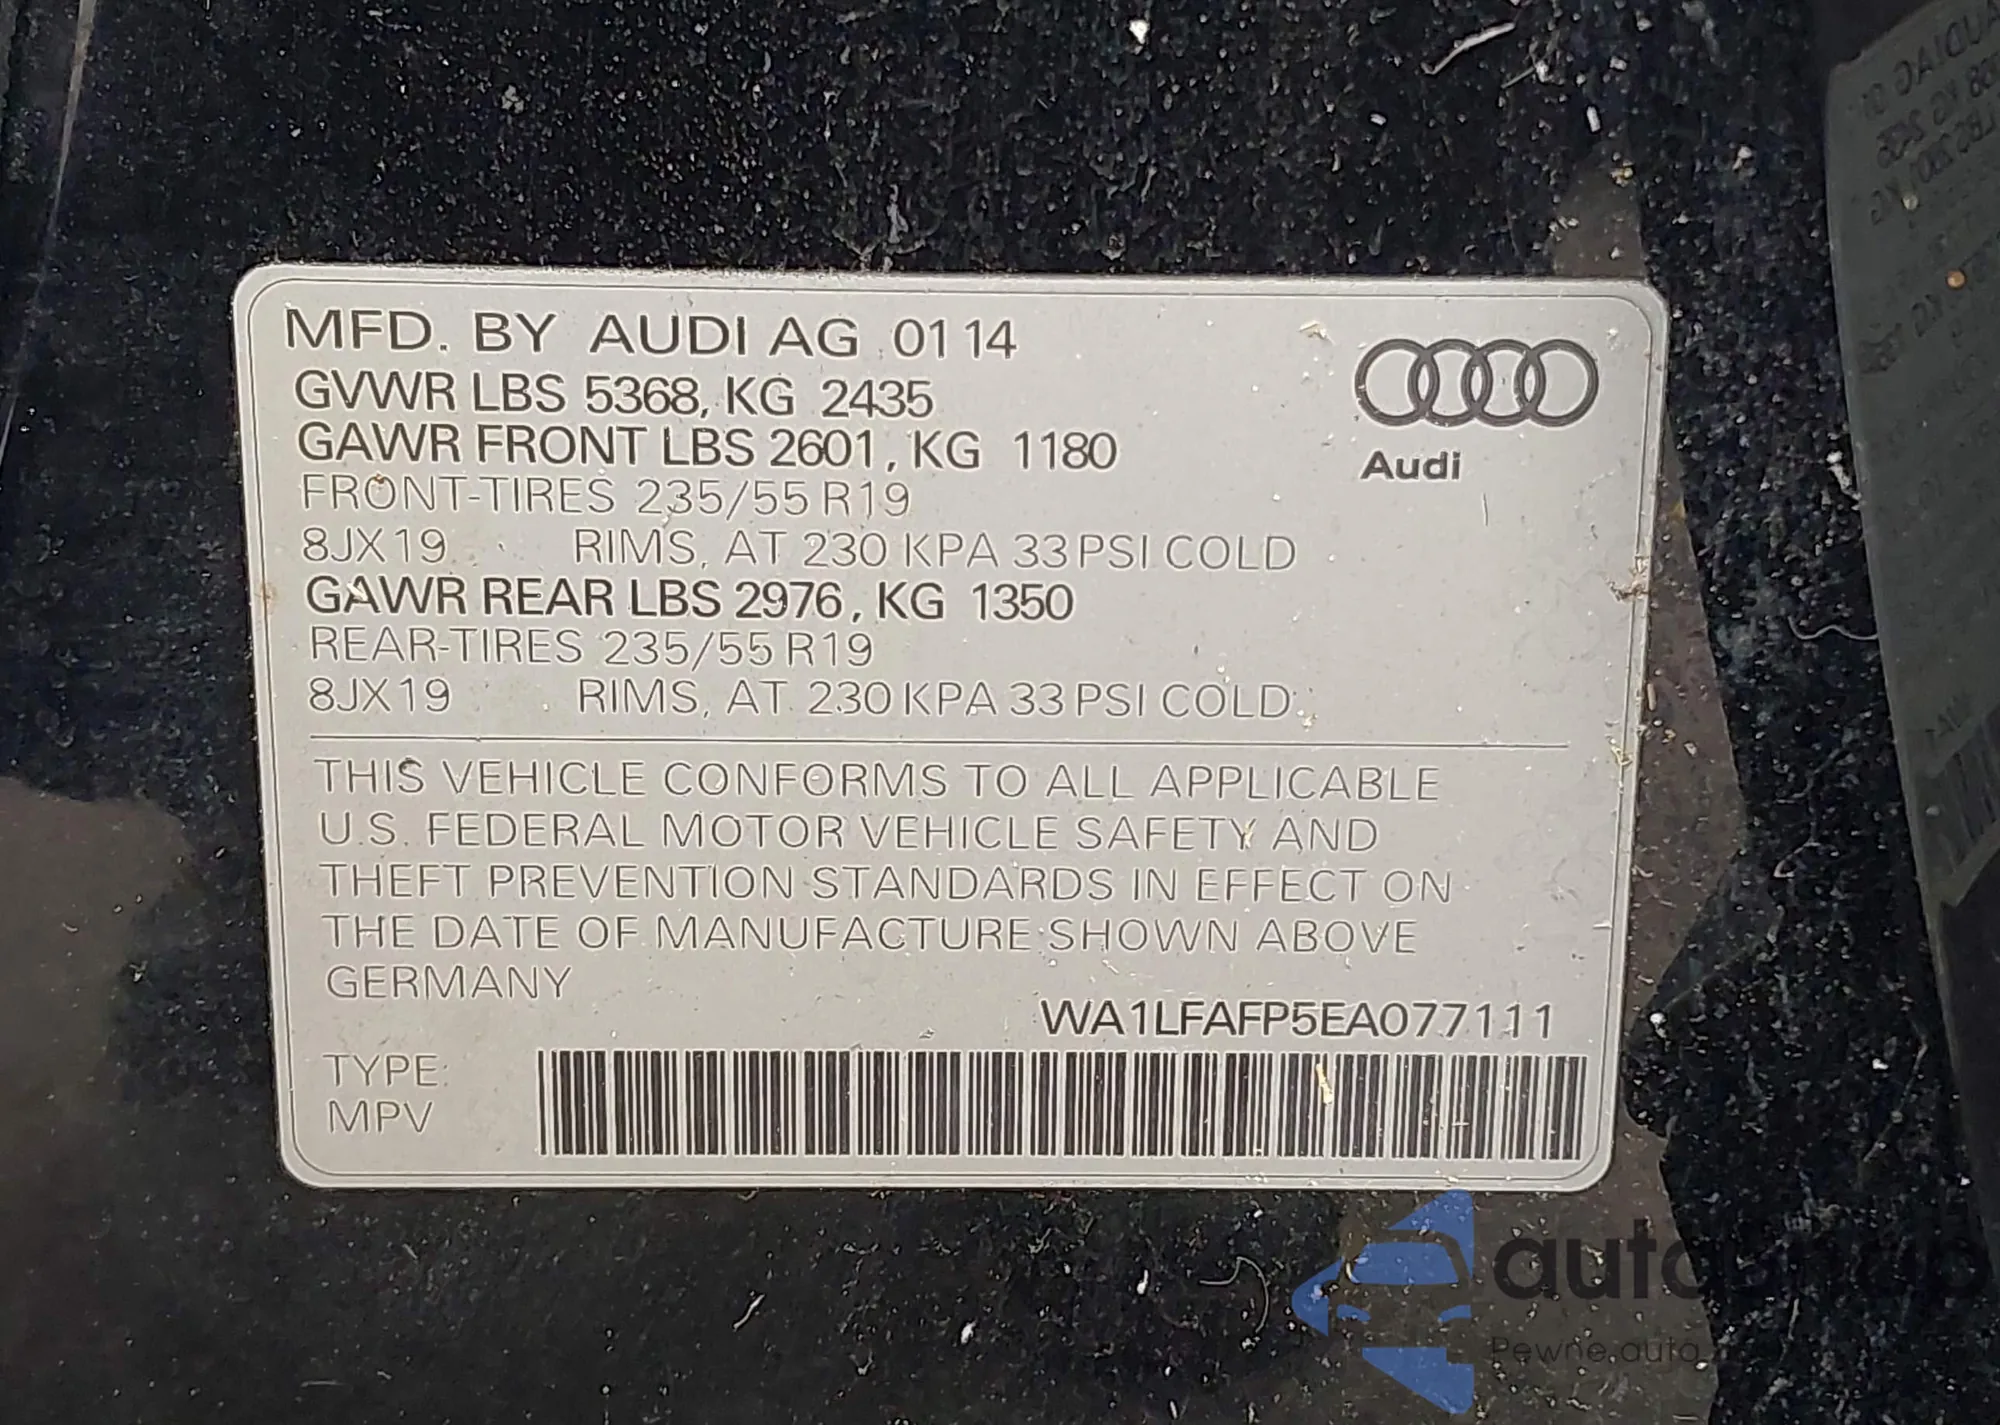 MFD. BY AUDI AG 01 14
GVWR LBS 5368, KG 2435
GAWR FRONT LBS 2601, KG 1180
FRONT-TIRES 235/55 R19
8JX19 RIMS, AT 230 KPA 33 PSI COLD
GAWR REAR LBS 2976, KG 1350
REAR-TIRES 235/55 R19
8JX19 RIMS, AT 230 KPA 33 PSI COLD
Audi
THIS VEHICLE CONFORMS TO ALL APPLICABLE
U.S. FEDERAL MOTOR VEHICLE SAFETY AND
THEFT PREVENTION STANDARDS IN EFFECT ON
THE DATE OF MANUFACTURE SHOWN ABOVE
GERMANY
WA1LFAFP5EA077111
TYPE:
MPV
Pewne auta